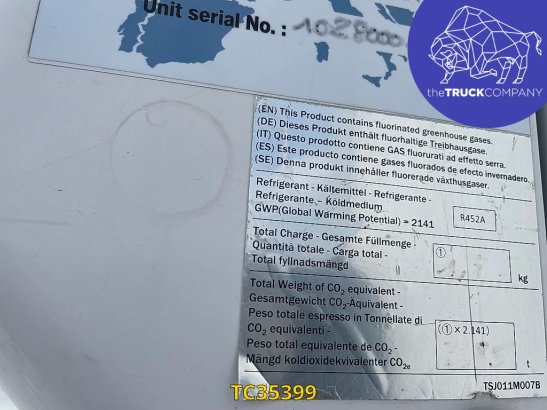 Unit serial No. : 1028000
theTRUCKCOMPANY
(EN) This Product contains fluorinated greenhouse gases.
(DE) Dieses Produkt enthält fluorhaltige Treibhausgase.
(IT) Questo prodotto contiene GAS fluorurati ad effetto serra.
(ES) Este producto contiene gases fluorados de efecto invernadero.
(SE) Denna produkt innehåller fluorerade växthusgaser.
Refrigerant - Kältemittel - Refrigerante -
Refrigerante - Köldmedium
GWP(Global Warming Potential) = 2141
R452A
Total Charge - Gesamte Füllmenge -
Quantità totale - Carga total -
Total fyllnadsmängd
①
kg
Total Weight of CO₂ equivalent -
Gesamtgewicht CO₂-Äquivalent -
Peso totale espresso in Tonnellate di
CO₂ equivalenti -
Peso total equivalente de CO₂ -
Mängd koldioxidekvivalenter CO₂e
(① x 2.141)
t
TSJ011M007B
TC35399